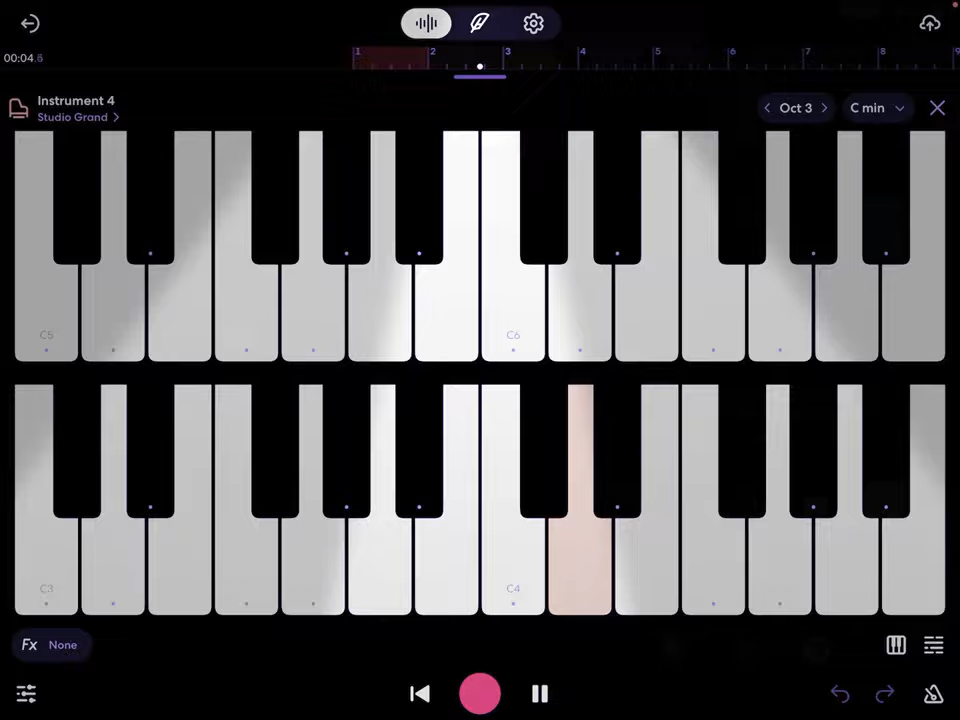 00:04.6
1 2 3 4 5 6 7 8 9
Instrument 4
Studio Grand
Oct 3
C min
C5
C6
C3
C4
Fx None